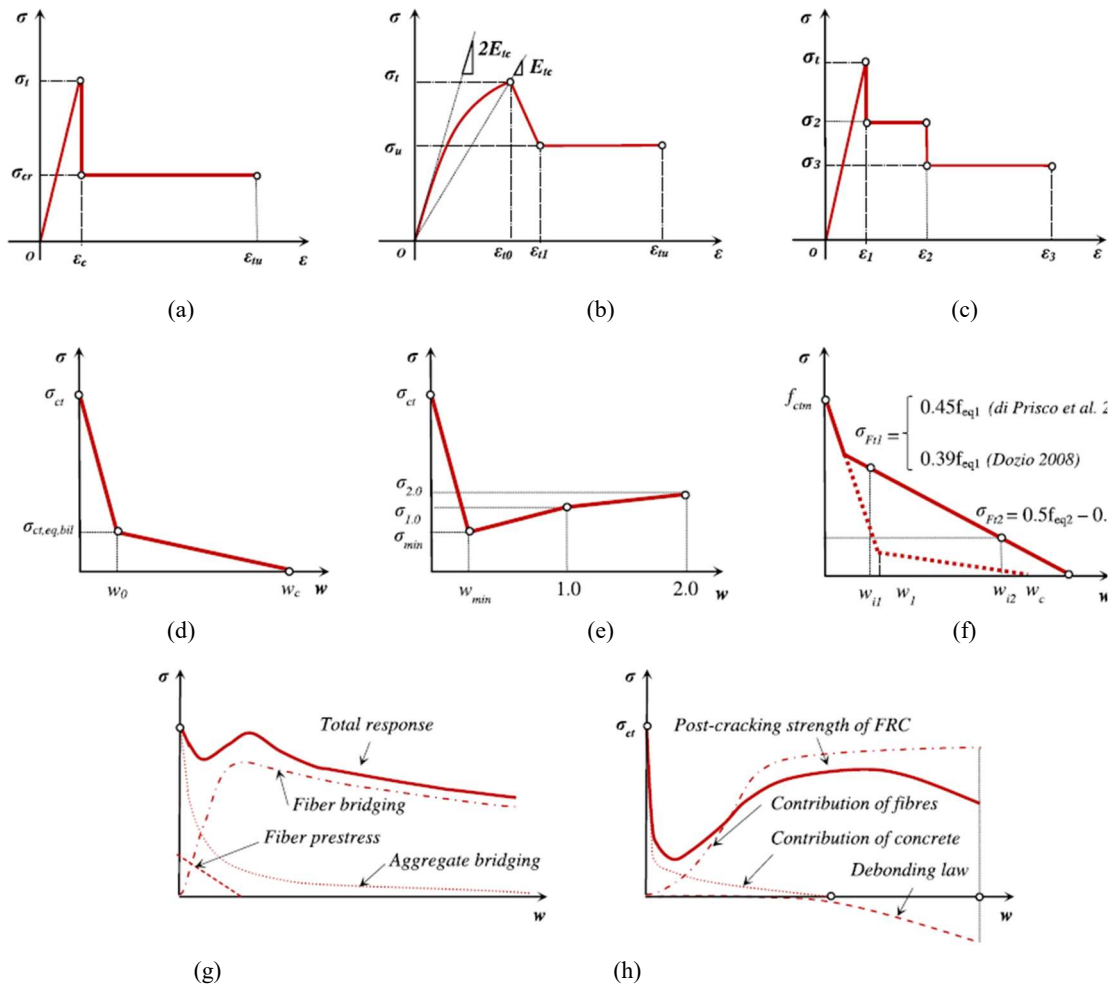 σ
σt
σcr
o
εc
εtu
ε
(a)
σ
2Etc
Etc
σt
σu
o
εt0
εt1
εtu
ε
(b)
σ
σt
σ2
σ3
o
ε1
ε2
ε3
ε
(c)
σ
σct
σct,eq,bil
w0
wc
w
(d)
σ
σct
σ2.0
σ1.0
σmin
wmin
1.0
2.0
w
(e)
σ
fctm
σFt1 =
0.45feq1 (di Prisco et al. 2
0.39feq1 (Dozio 2008)
σFt2 = 0.5feq2 − 0.
wi1
w1
wi2
wc
w
(f)
σ
Total response
Fiber bridging
Fiber prestress
Aggregate bridging
w
(g)
σ
σct
Post-cracking strength of FRC
Contribution of fibres
Contribution of concrete
Debonding law
w
(h)